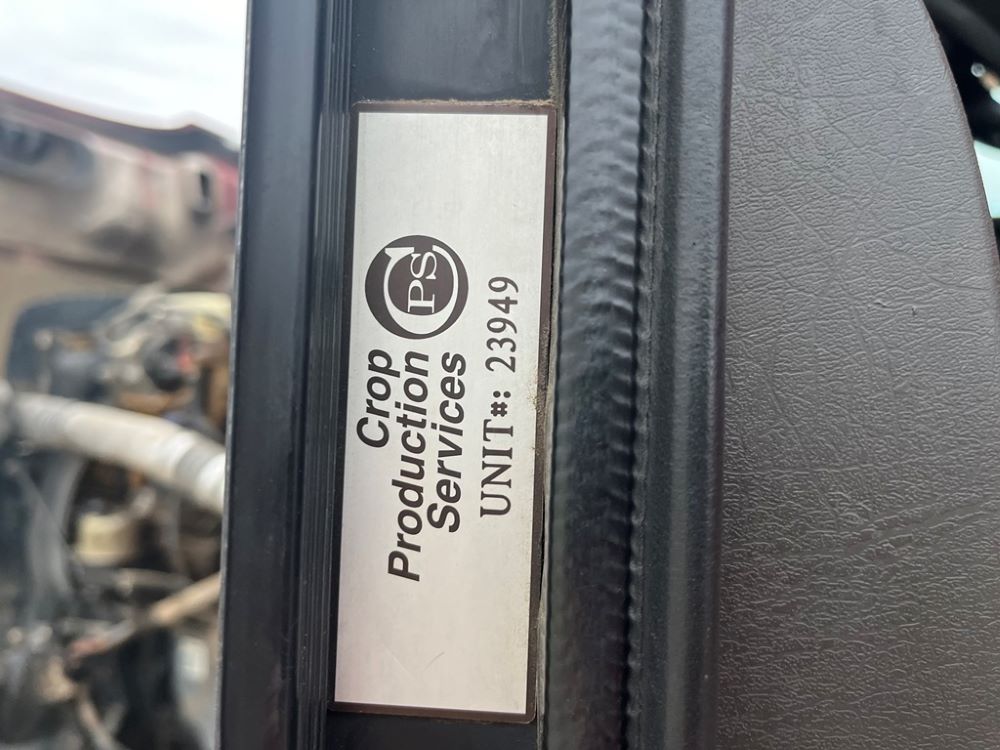 Crop
Production
Services
CPS
UNIT#: 23949